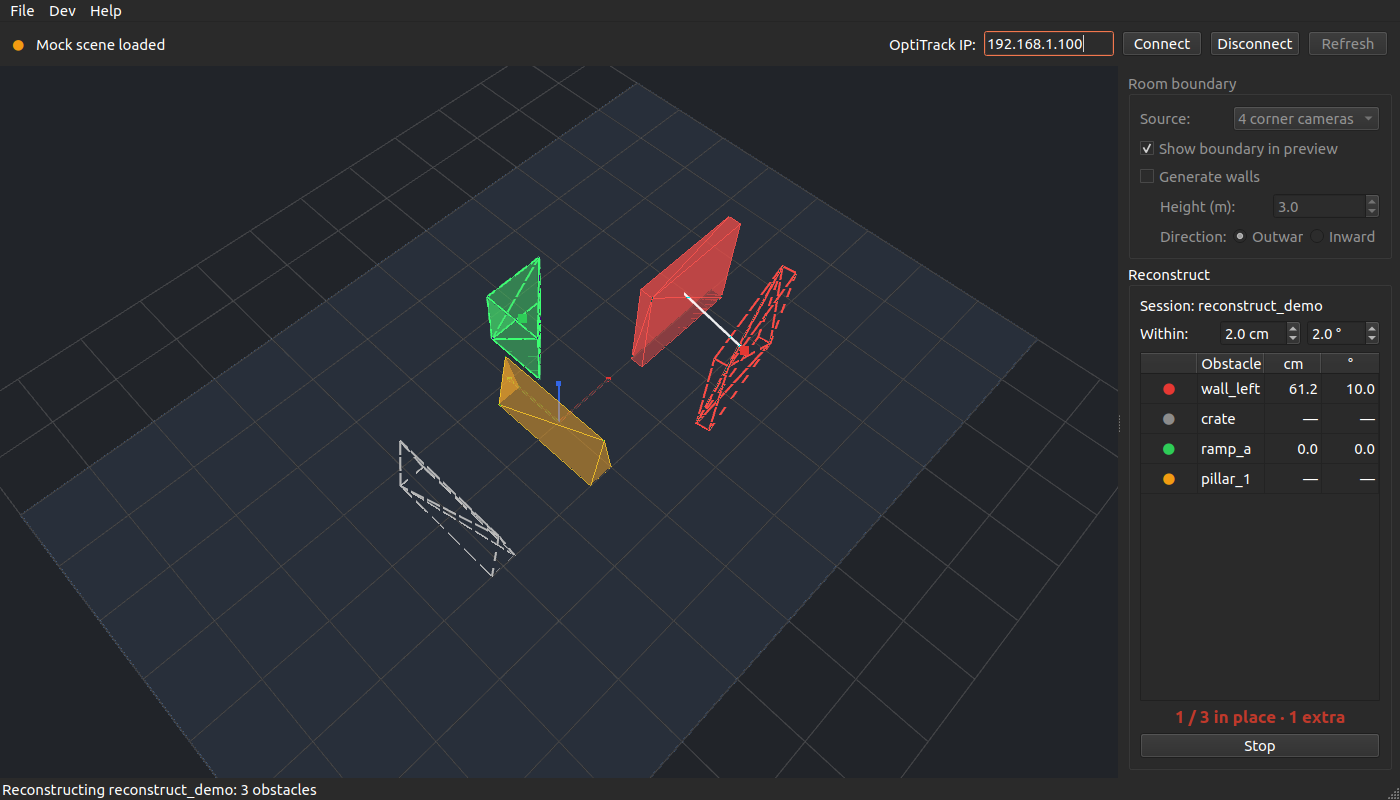 File Dev Help
Mock scene loaded OptiTrack IP: 192.168.1.100 Connect Disconnect Refresh
Room boundary
Source: 4 corner cameras
Show boundary in preview
Generate walls
Height (m): 3.0
Direction: Outwar Inward
Reconstruct
Session: reconstruct_demo
Within: 2.0 cm 2.0 °
Obstacle cm °
wall_left 61.2 10.0
crate — —
ramp_a 0.0 0.0
pillar_1 — —
1 / 3 in place · 1 extra
Stop
Reconstructing reconstruct_demo: 3 obstacles